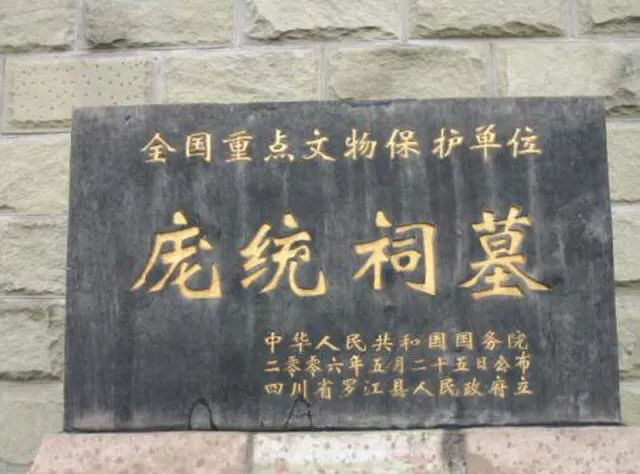 全国重点文物保护单位
庞统祠墓
中华人民共和国国务院
二零零六年五月二十五日公布
四川省罗江县人民政府立